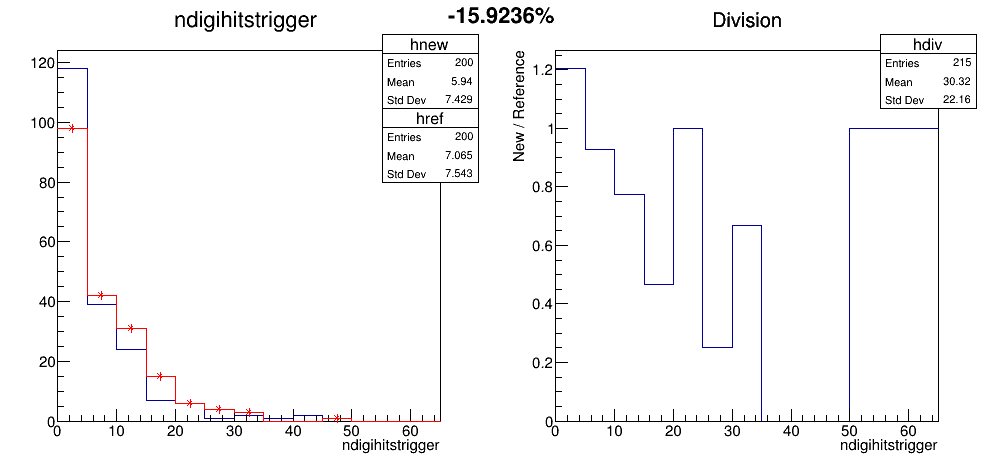 ndigihitstrigger
-15.9236%
Division
hnew
Entries 200
Mean 5.94
Std Dev 7.429
href
Entries 200
Mean 7.065
Std Dev 7.543
120
100
80
60
40
20
0
0 10 20 30 40 50 60
ndigihitstrigger
hdiv
Entries 215
Mean 30.32
Std Dev 22.16
New / Reference
1.2
1
0.8
0.6
0.4
0.2
0
0 10 20 30 40 50 60
ndigihitstrigger